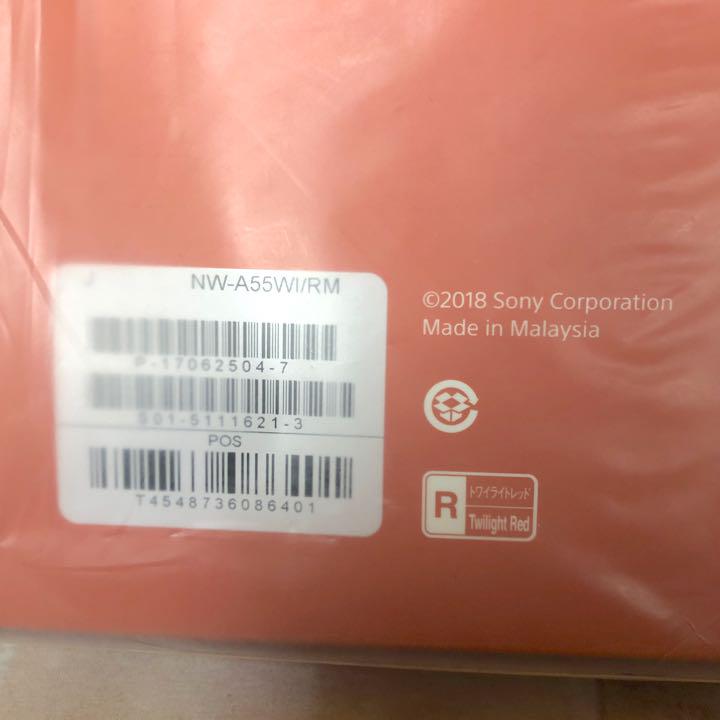 NW-A55WI/RM
P-17062504-7
S01-5111621-3
POS
T4548736086401
©2018 Sony Corporation
Made in Malaysia
R
トワイライトレッド
Twilight Red